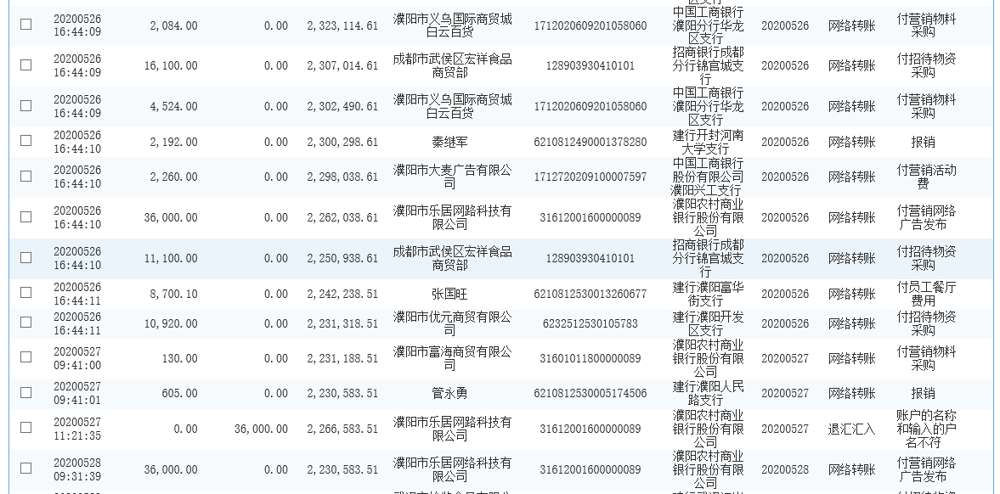 区支行
20200526
16:44:09
2,084.00
0.00
2,323,114.61
濮阳市义乌国际商贸城
白云百货
1712020609201058060
中国工商银行
濮阳分行华龙
区支行
20200526
网络转账
付营销物料
采购
20200526
16:44:09
16,100.00
0.00
2,307,014.61
成都市武侯区宏祥食品
商贸部
128903930410101
招商银行成都
分行锦官城支
行
20200526
网络转账
付招待物资
采购
20200526
16:44:09
4,524.00
0.00
2,302,490.61
濮阳市义乌国际商贸城
白云百货
1712020609201058060
中国工商银行
濮阳分行华龙
区支行
20200526
网络转账
付营销物料
采购
20200526
16:44:10
2,192.00
0.00
2,300,298.61
秦继军
6210812490001378280
建行开封河南
大学支行
20200526
网络转账
报销
20200526
16:44:10
2,260.00
0.00
2,298,038.61
濮阳市大麦广告有限公
司
1712720209100007597
中国工商银行
股份有限公司
濮阳兴工支行
20200526
网络转账
付营销活动
费
20200526
16:44:10
36,000.00
0.00
2,262,038.61
濮阳市乐居网路科技有
限公司
31612001600000089
濮阳农村商业
银行股份有限
公司
20200526
网络转账
付营销网络
广告发布
20200526
16:44:10
11,100.00
0.00
2,250,938.61
成都市武侯区宏祥食品
商贸部
128903930410101
招商银行成都
分行锦官城支
行
20200526
网络转账
付招待物资
采购
20200526
16:44:11
8,700.10
0.00
2,242,238.51
张国旺
6210812530013260677
建行濮阳富华
街支行
20200526
网络转账
付员工餐厅
费用
20200526
16:44:11
10,920.00
0.00
2,231,318.51
濮阳市优元商贸有限公
司
6232512530105783
建行濮阳开发
区支行
20200526
网络转账
付招待物资
采购
20200527
09:41:00
130.00
0.00
2,231,188.51
濮阳市富海商贸有限公
司
31601011800000089
濮阳农村商业
银行股份有限
公司
20200527
网络转账
付营销物料
采购
20200527
09:41:01
605.00
0.00
2,230,583.51
管永勇
6210812530005174506
建行濮阳人民
路支行
20200527
网络转账
报销
20200527
11:21:35
0.00
36,000.00
2,266,583.51
濮阳市乐居网路科技有
限公司
31612001600000089
濮阳农村商业
银行股份有限
公司
20200527
退汇汇入
账户的名称
和输入的户
名不符
20200528
09:31:39
36,000.00
0.00
2,230,583.51
濮阳市乐居网络科技有
限公司
31612001600000089
濮阳农村商业
银行股份有限
公司
20200528
网络转账
付营销网络
广告发布